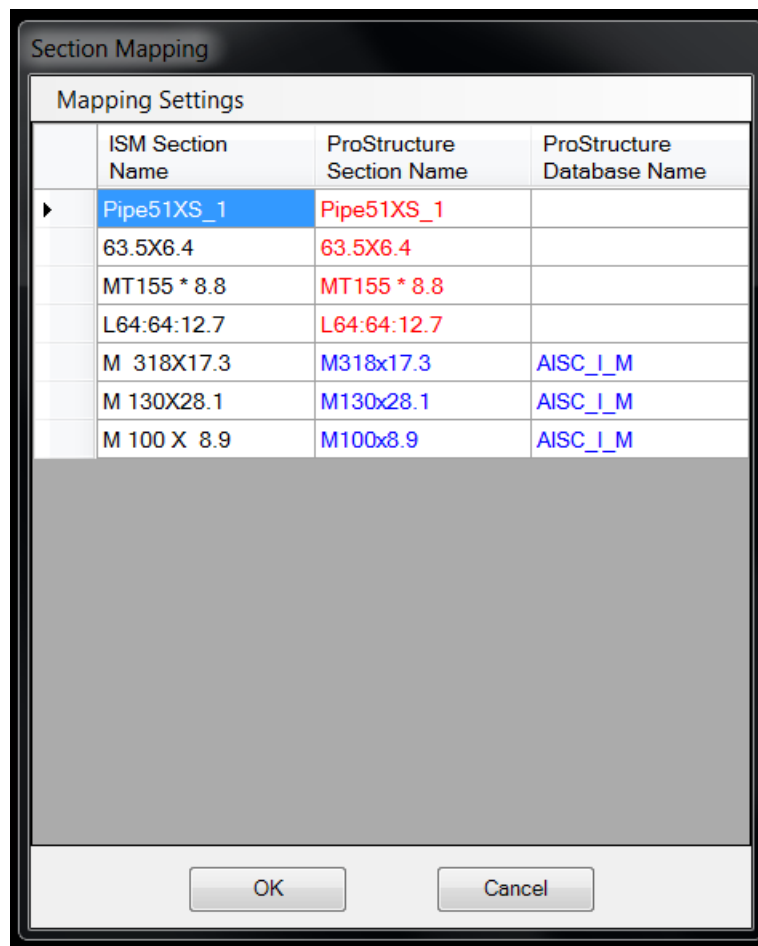 Section Mapping
Mapping Settings
ISM Section Name ProStructure Section Name ProStructure Database Name
Pipe51XS_1 Pipe51XS_1
63.5X6.4 63.5X6.4
MT155 * 8.8 MT155 * 8.8
L64:64:12.7 L64:64:12.7
M  318X17.3 M318x17.3 AISC_I_M
M 130X28.1 M130x28.1 AISC_I_M
M 100 X  8.9 M100x8.9 AISC_I_M
OK Cancel